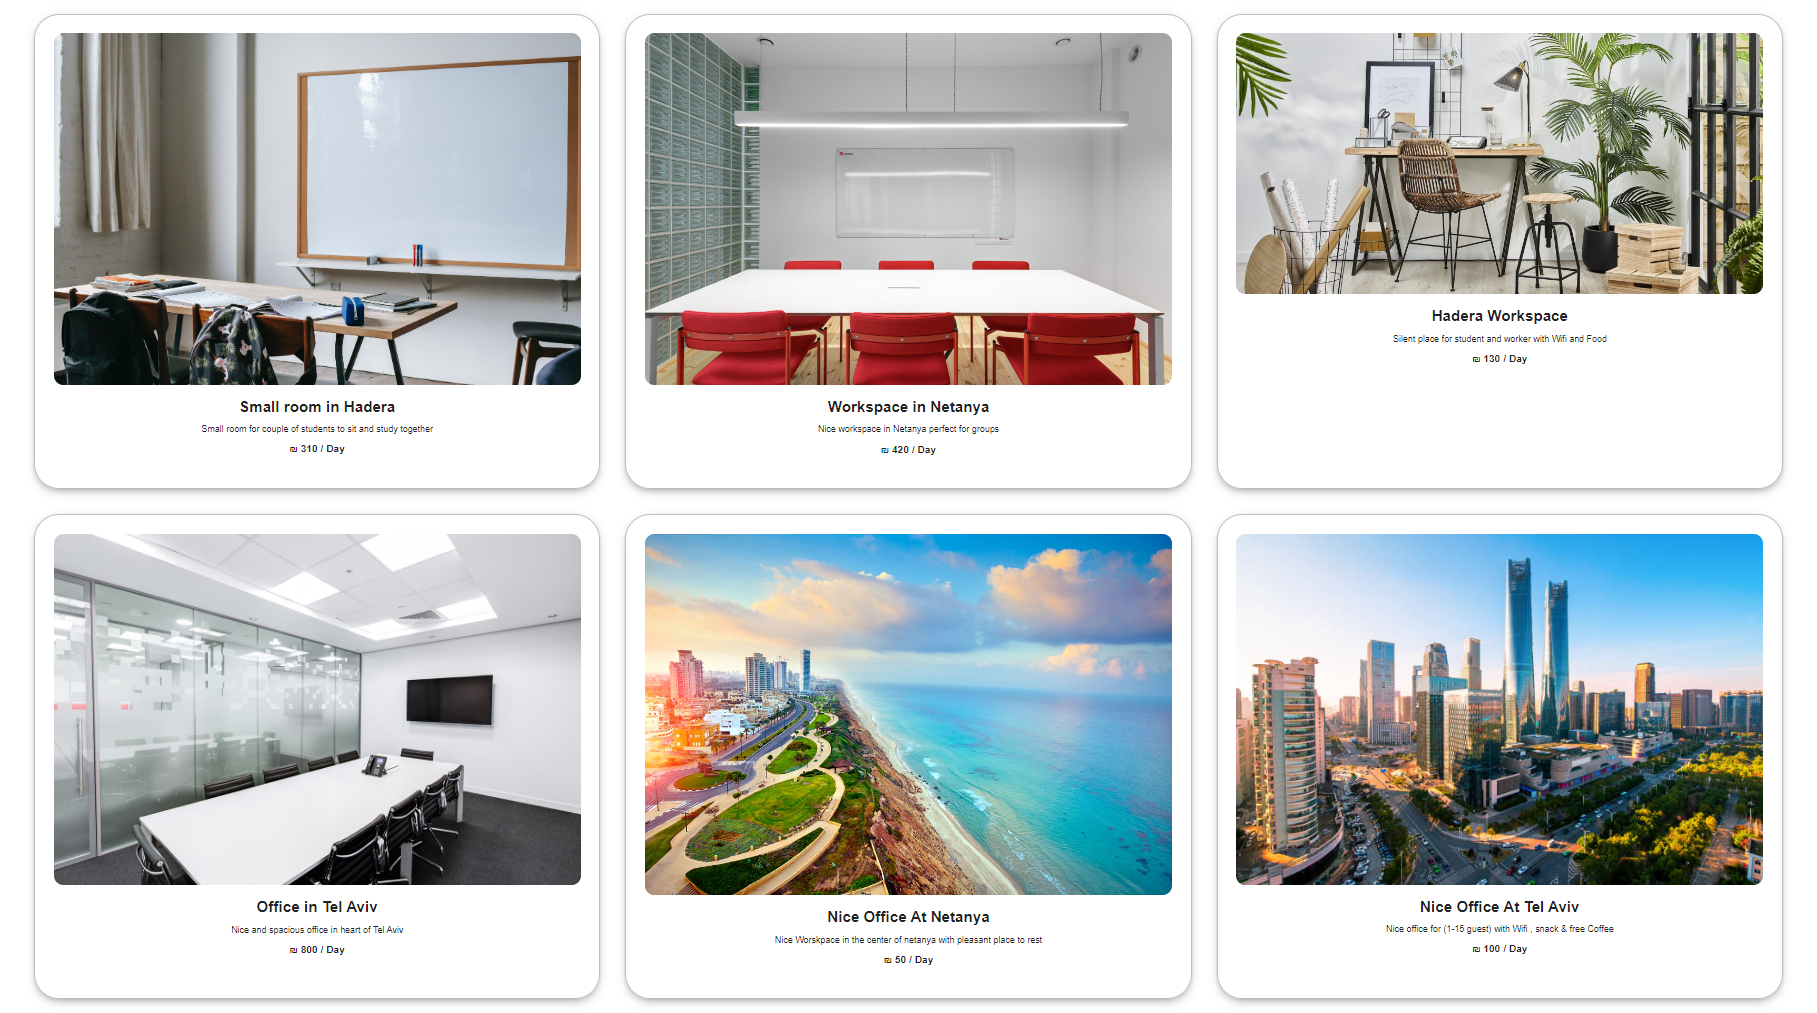 Small room in Hadera
Small room for couple of students to sit and study together
₪ 310 / Day
Workspace in Netanya
Nice workspace in Netanya perfect for groups
₪ 420 / Day
Hadera Workspace
Silent place for student and worker with Wifi and Food
₪ 130 / Day
Office in Tel Aviv
Nice and spacious office in heart of Tel Aviv
₪ 800 / Day
Nice Office At Netanya
Nice Worskpace in the center of netanya with pleasant place to rest
₪ 50 / Day
Nice Office At Tel Aviv
Nice office for (1-15 guest) with Wifi , snack & free Coffee
₪ 100 / Day